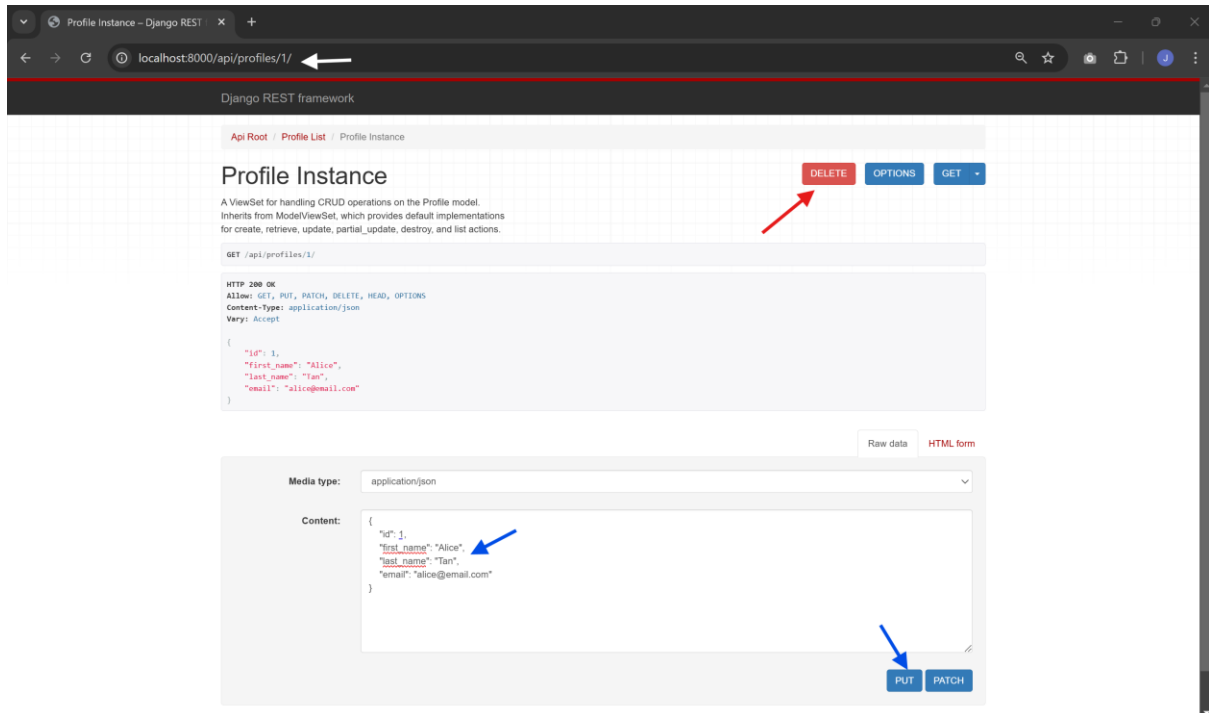 Profile Instance – Django REST
localhost:8000/api/profiles/1/
J
Django REST framework
Api Root / Profile List / Profile Instance
Profile Instance
DELETE OPTIONS GET
A ViewSet for handling CRUD operations on the Profile model.
Inherits from ModelViewSet, which provides default implementations
for create, retrieve, update, partial_update, destroy, and list actions.
GET /api/profiles/1/
HTTP 200 OK
Allow: GET, PUT, PATCH, DELETE, HEAD, OPTIONS
Content-Type: application/json
Vary: Accept
{
"id": 1,
"first_name": "Alice",
"last_name": "Tan",
"email": "alice@email.com"
}
Raw data HTML form
Media type: application/json
Content:
{
"id": 1,
"first_name": "Alice",
"last_name": "Tan",
"email": "alice@email.com"
}
PUT PATCH